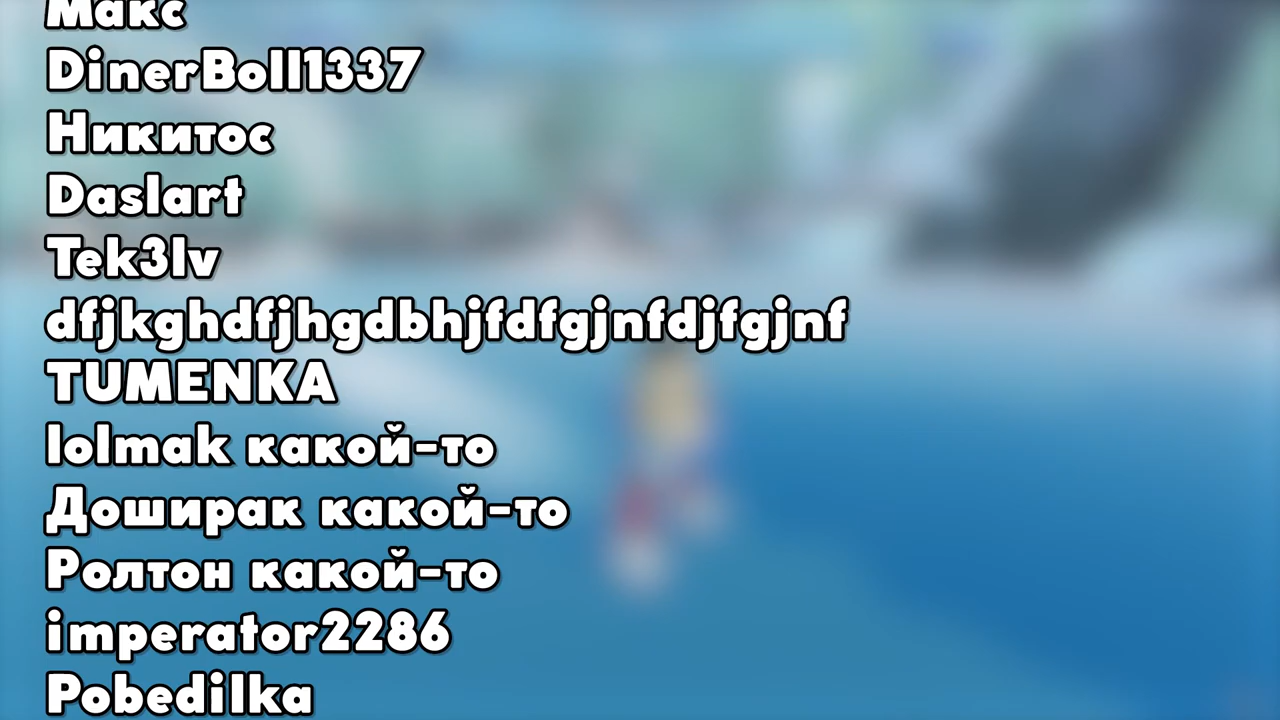 Макс
DinerBoll1337
Никитос
Daslart
Tek3lv
dfjkghdfjhgdbhjfdfgjnfdjfgjnf
TUMENKA
lolmak какой-то
Доширак какой-то
Ролтон какой-то
imperator2286
Pobedilka